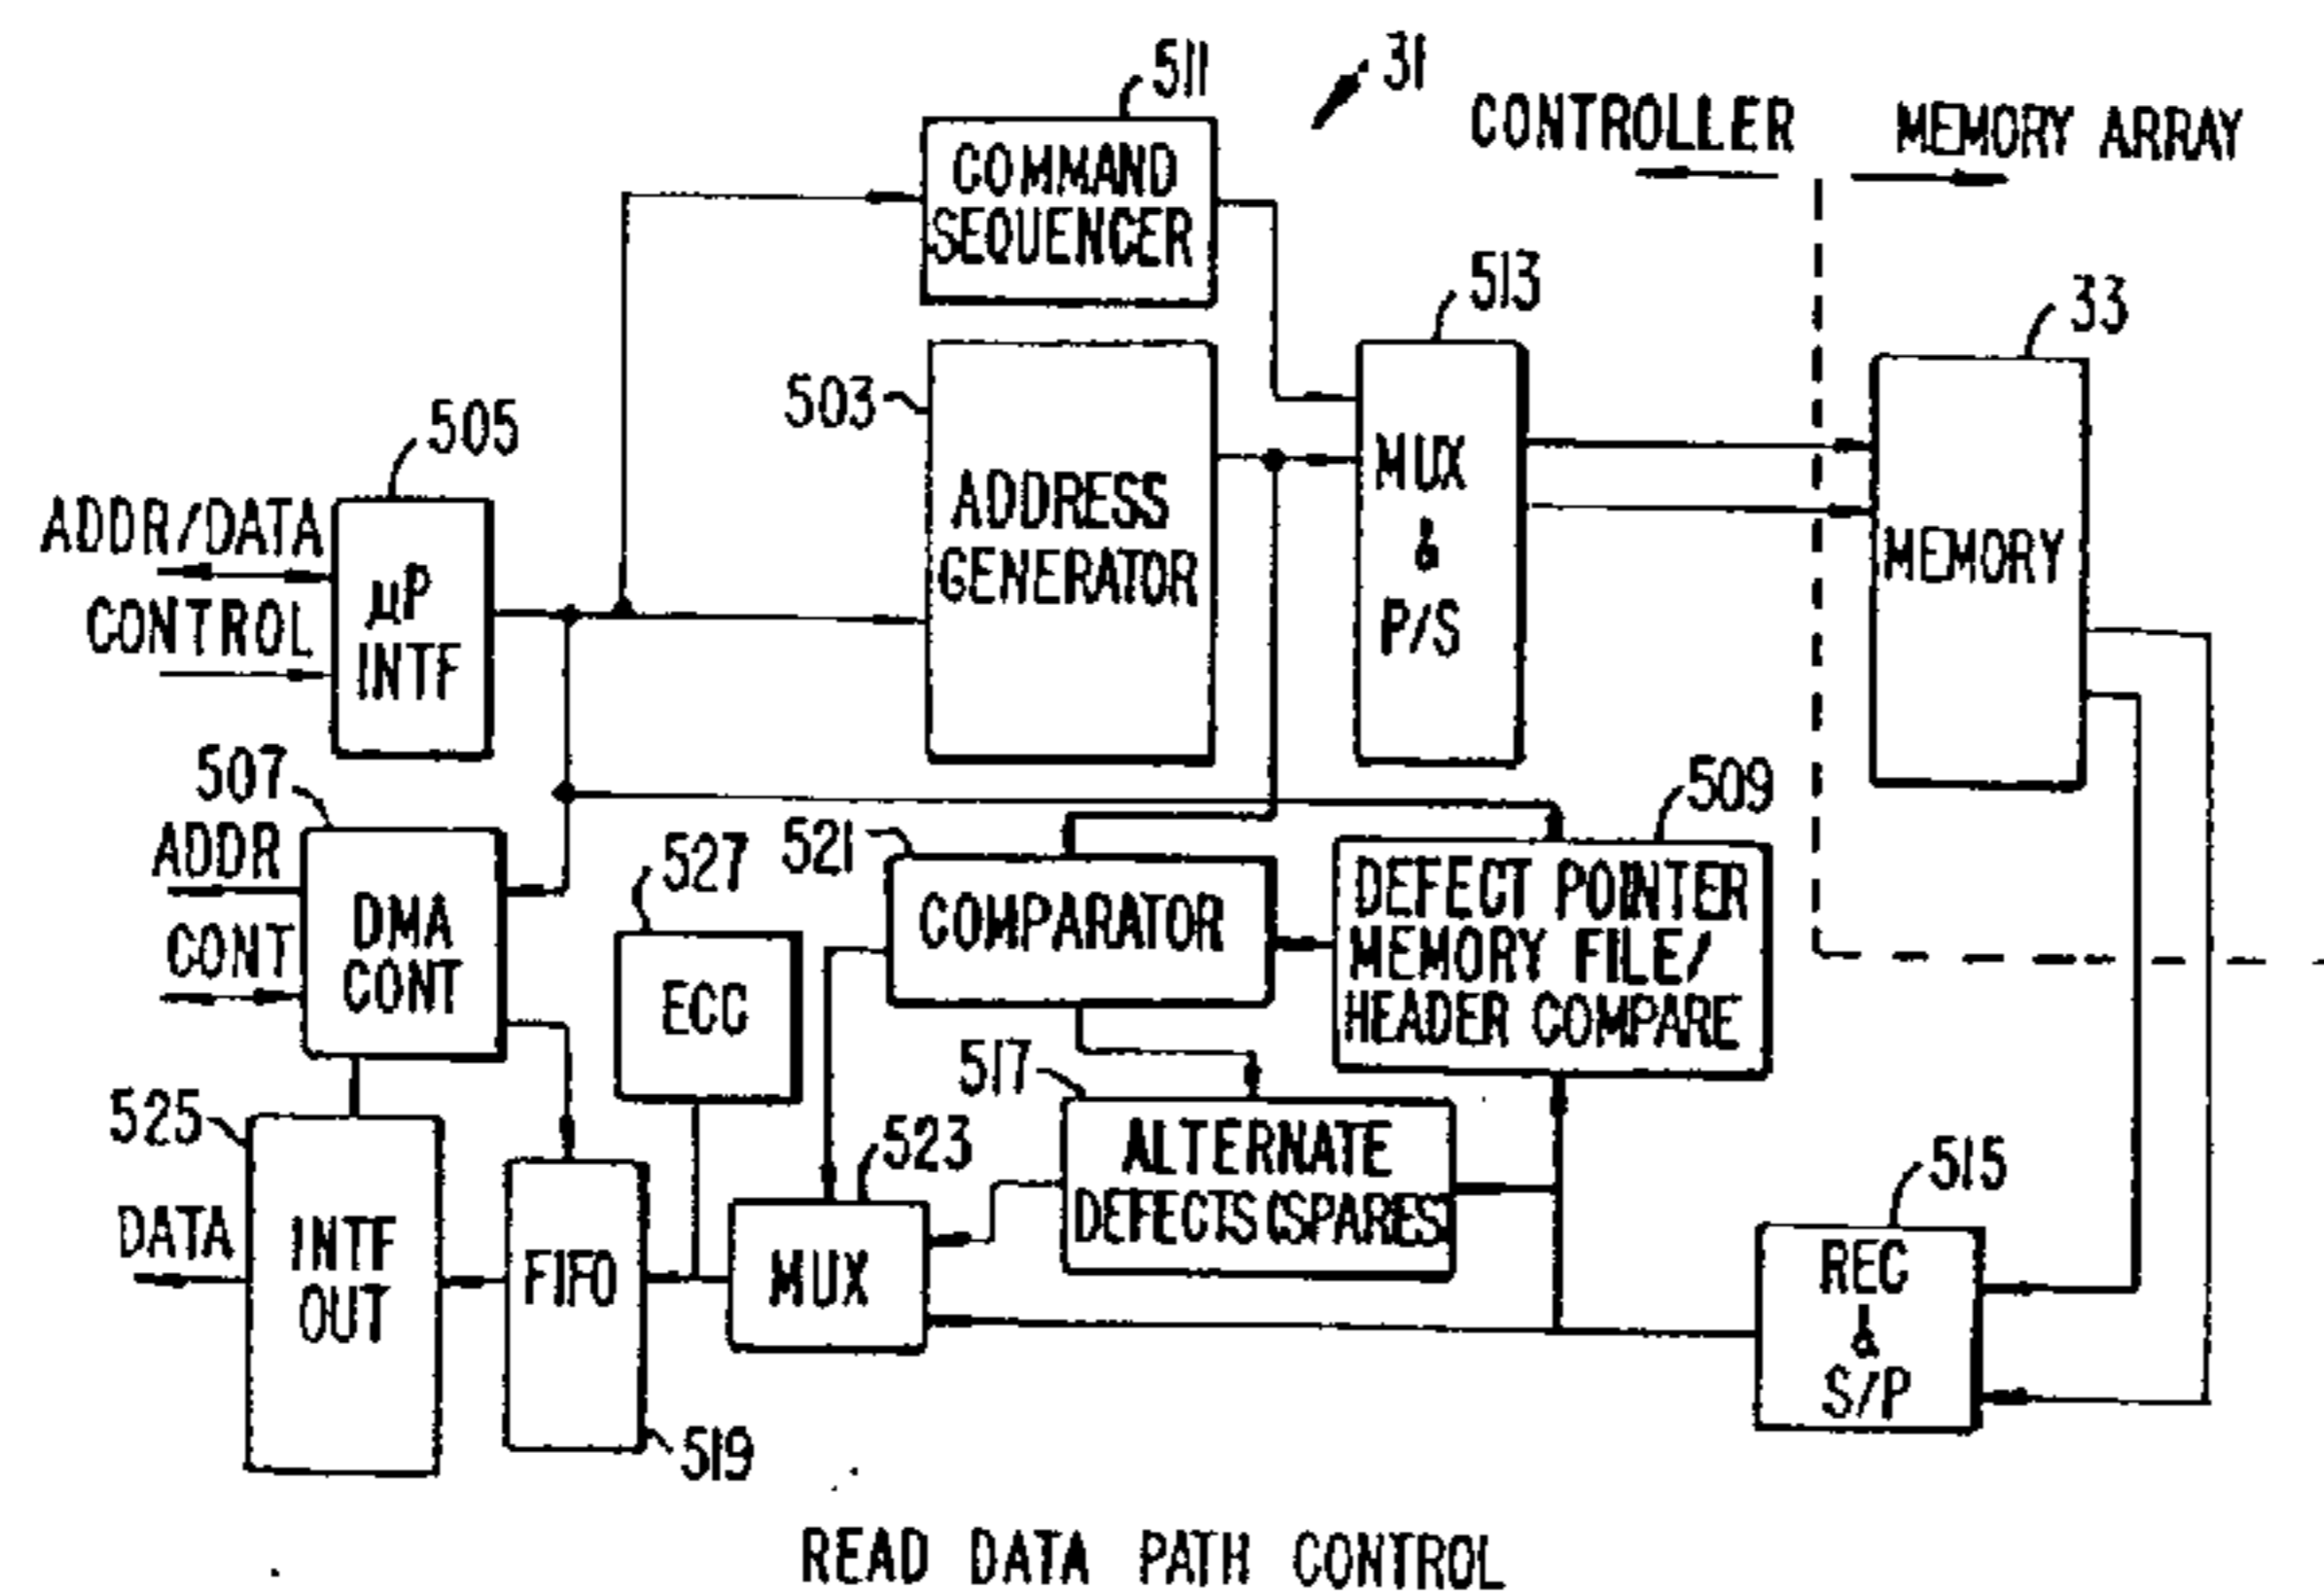 511
31
CONTROLLER
MEMORY ARRAY
COMMAND
SEQUENCER
513
33
503
505
MUX
&
P/S
ADDRESS
GENERATOR
MEMORY
ADDR/DATA
CONTROL
µP
INTF
507
ADDR
CONT
DMA
CONT
527
ECC
521
COMPARATOR
509
DEFECT POINTER
MEMORY FILE/
HEADER COMPARE
517
ALTERNATE
DEFECTS (SPARES)
525
DATA
INTF
OUT
FIFO
519
523
MUX
515
REC
&
S/P
READ DATA PATH CONTROL